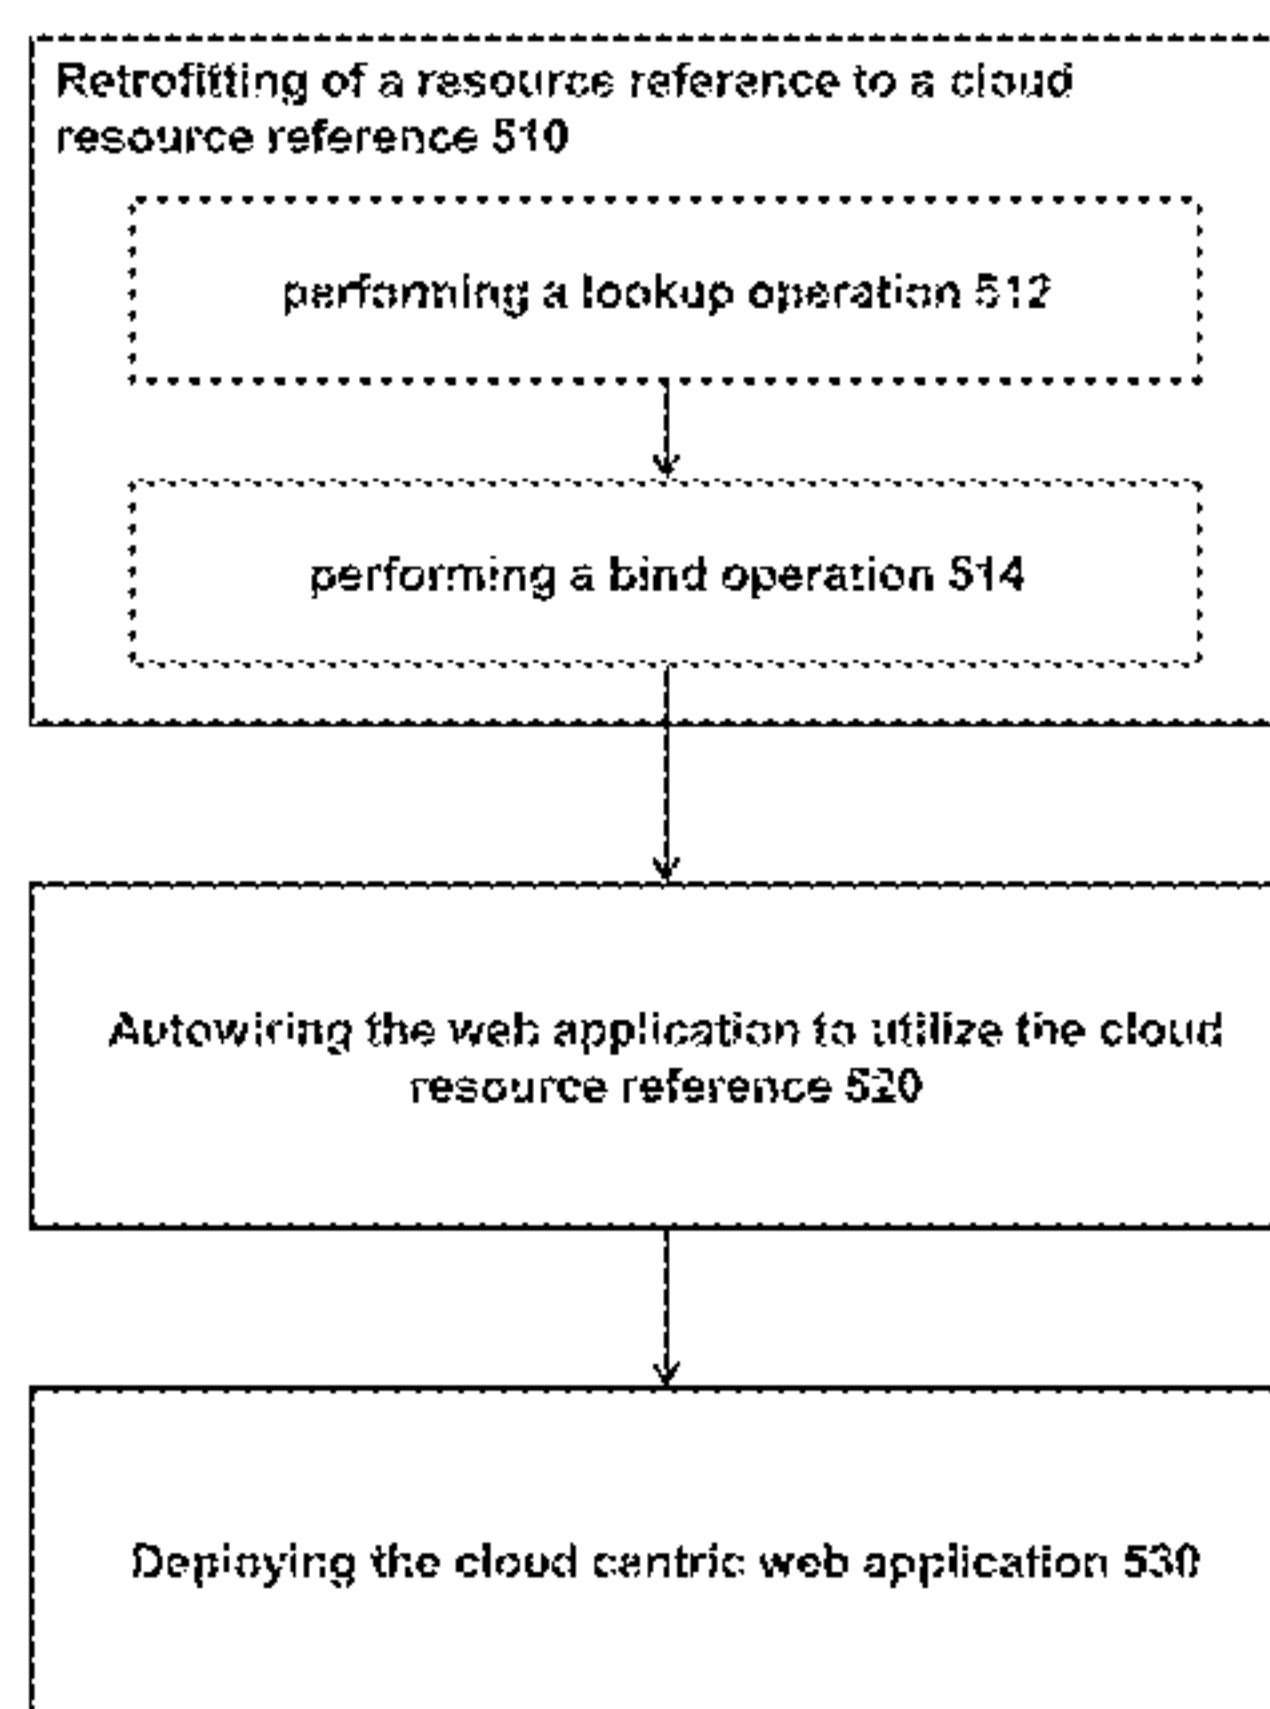 Retrofitting of a resource reference to a cloud
resource reference 510
performing a lookup operation 512
performing a bind operation 514
Autowiring the web application to utilize the cloud
resource reference 520
Deploying the cloud centric web application 530